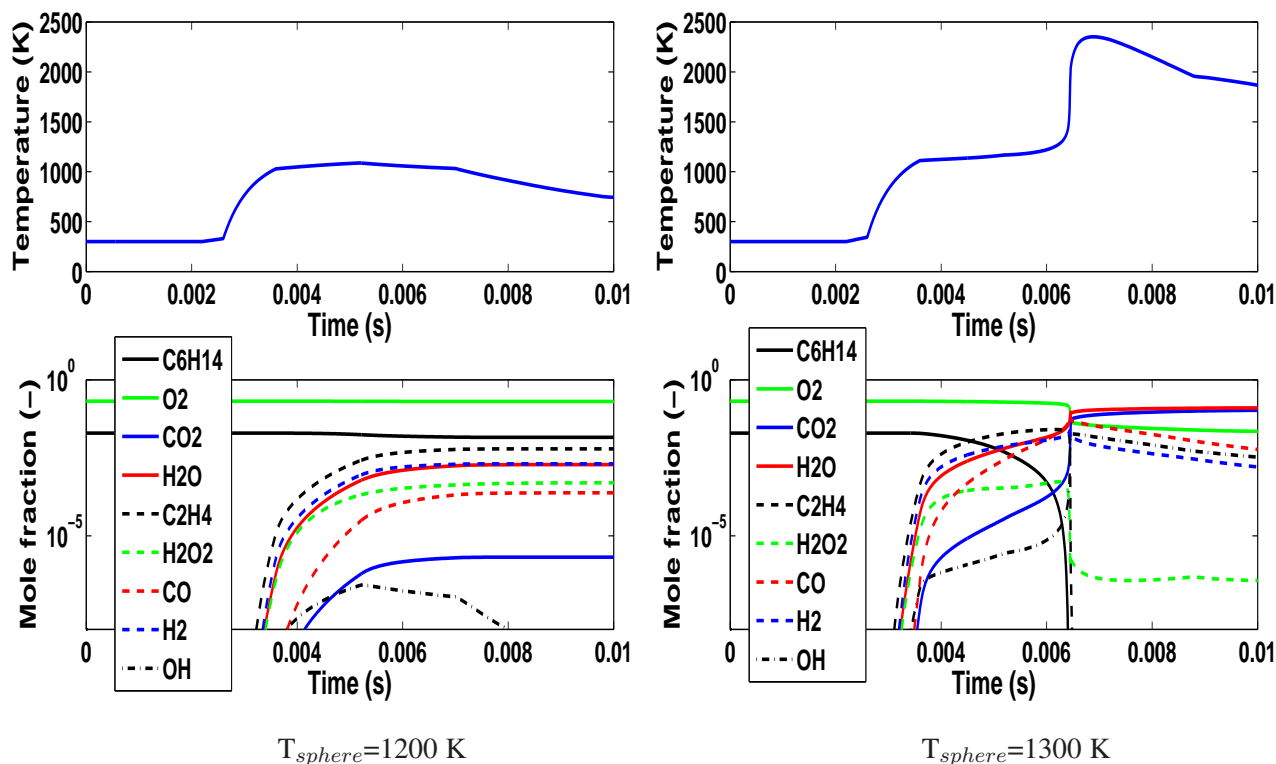 Temperature (K)
2500
2000
1500
1000
500
0
0 0.002 0.004 0.006 0.008 0.01
Time (s)
Temperature (K)
2500
2000
1500
1000
500
0
0 0.002 0.004 0.006 0.008 0.01
Time (s)
Mole fraction (−)
10^0
10^-5
C6H14
O2
CO2
H2O
C2H4
H2O2
CO
H2
OH
0 0.004 0.006 0.008 0.01
Time (s)
Mole fraction (−)
10^0
10^-5
C6H14
O2
CO2
H2O
C2H4
H2O2
CO
H2
OH
0 0.004 0.006 0.008 0.01
Time (s)
T_sphere=1200 K
T_sphere=1300 K